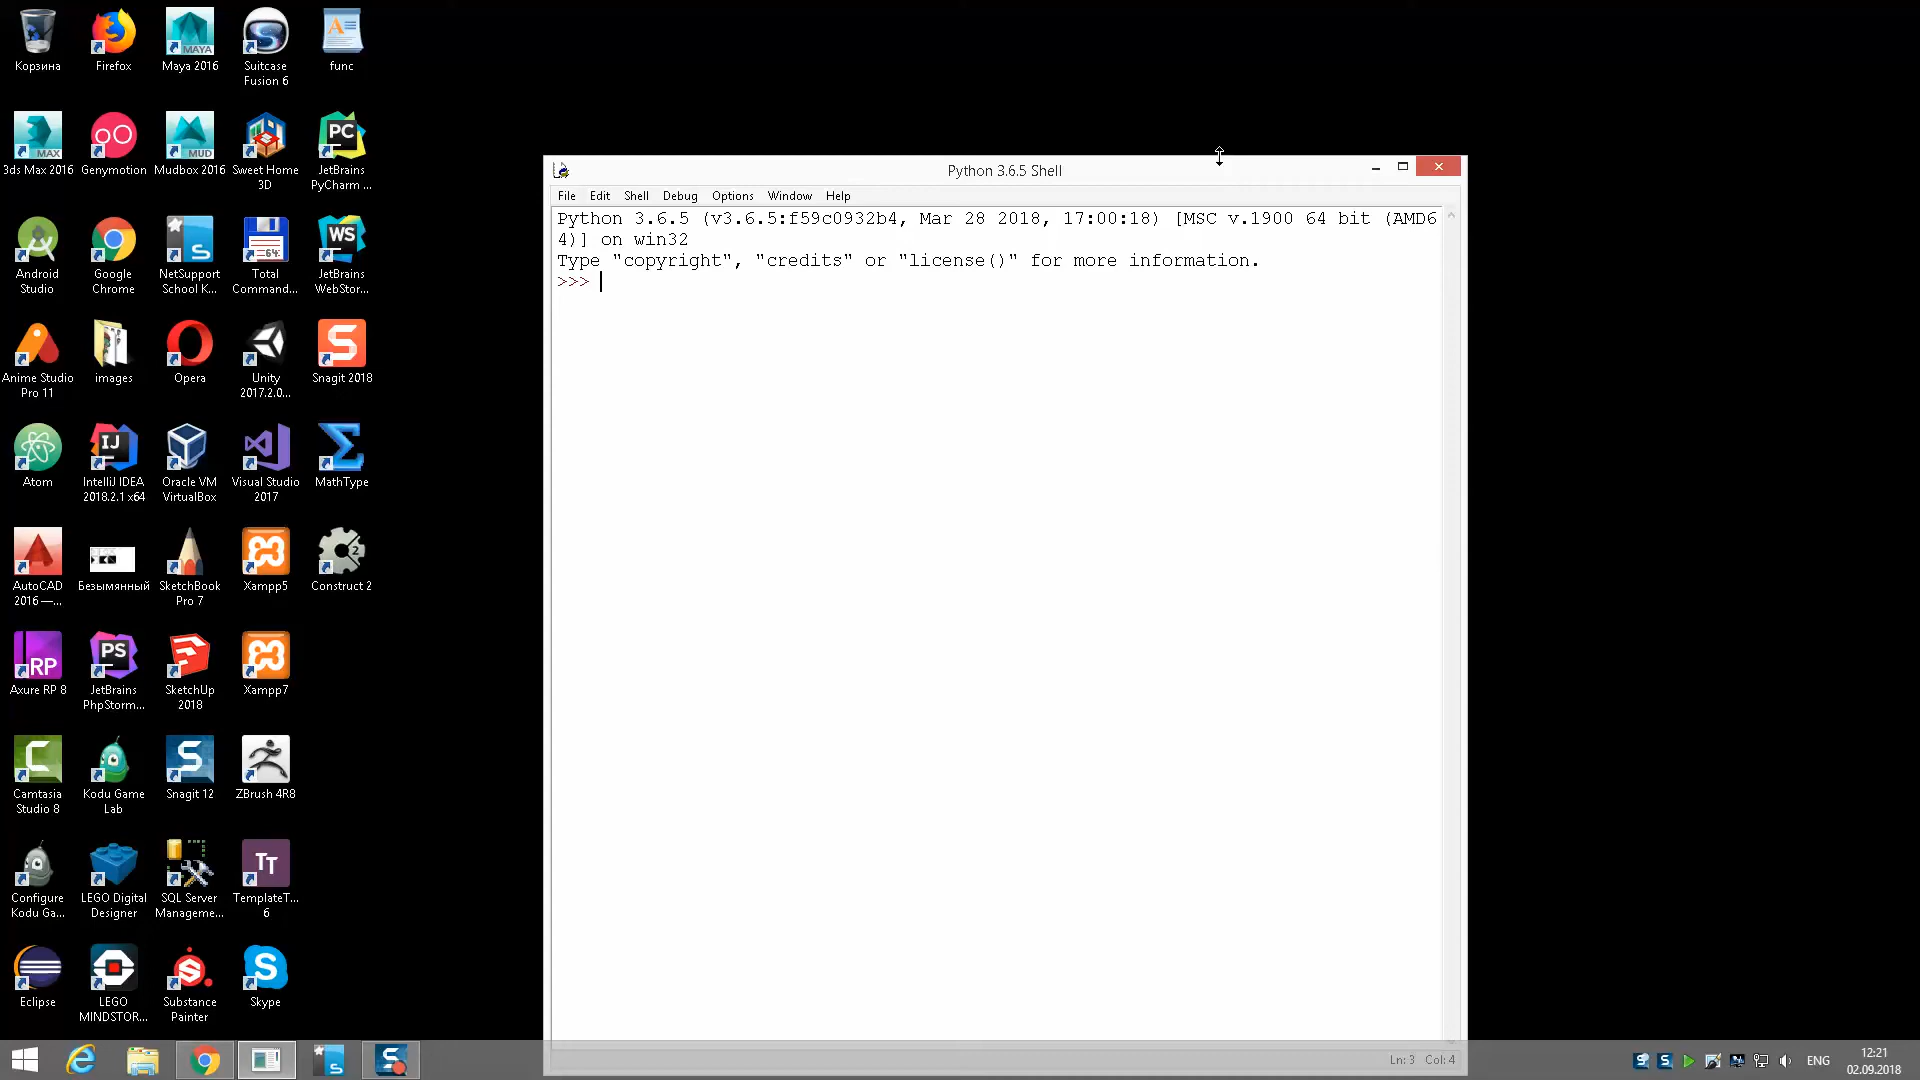 Корзина
Firefox
Maya 2016
Suitcase
Fusion 6
func
3ds Max 2016
Genymotion
Mudbox 2016
Sweet Home
3D
JetBrains
PyCharm ...
Android
Studio
Google
Chrome
NetSupport
School K...
Total
Command...
JetBrains
WebStor...
Anime Studio
Pro 11
images
Opera
Unity
2017.2.0...
Snagit 2018
Atom
IntelliJ IDEA
2018.2.1 x64
Oracle VM
VirtualBox
Visual Studio
2017
MathType
AutoCAD
2016 —...
Безымянный
SketchBook
Pro 7
Xampp5
Construct 2
Axure RP 8
JetBrains
PhpStorm...
SketchUp
2018
Xampp7
Camtasia
Studio 8
Kodu Game
Lab
Snagit 12
ZBrush 4R8
Configure
Kodu Ga...
LEGO Digital
Designer
SQL Server
Manageme...
TemplateT...
6
Eclipse
LEGO
MINDSTOR...
Substance
Painter
Skype
Python 3.6.5 Shell
File Edit Shell Debug Options Window Help
Python 3.6.5 (v3.6.5:f59c0932b4, Mar 28 2018, 17:00:18) [MSC v.1900 64 bit (AMD6
4)] on win32
Type "copyright", "credits" or "license()" for more information.
>>>
Ln: 3 Col: 4
ENG
12:21
02.09.2018